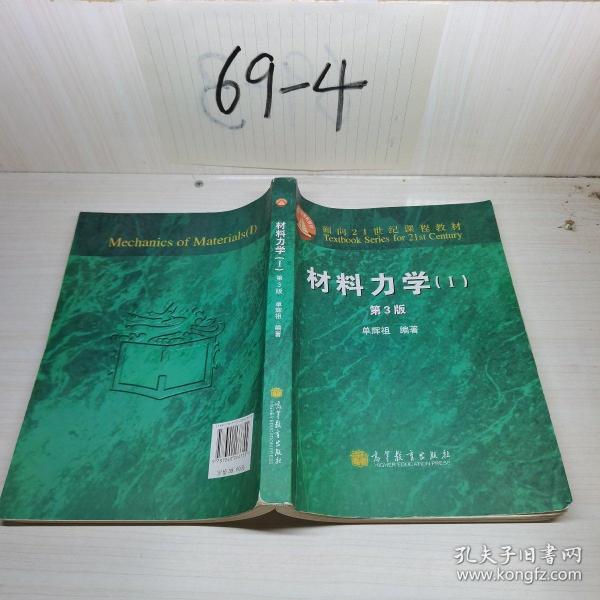 69-4
Mechanics of Materials(I)
材料力学(I)
第3版
单辉祖 编著
高等教育出版社
面向21世纪课程教材
Textbook Series for 21st Century
材料力学(I)
第3版
单辉祖 编著
高等教育出版社
HIGHER EDUCATION PRESS
孔夫子旧书网
www.kongfz.com